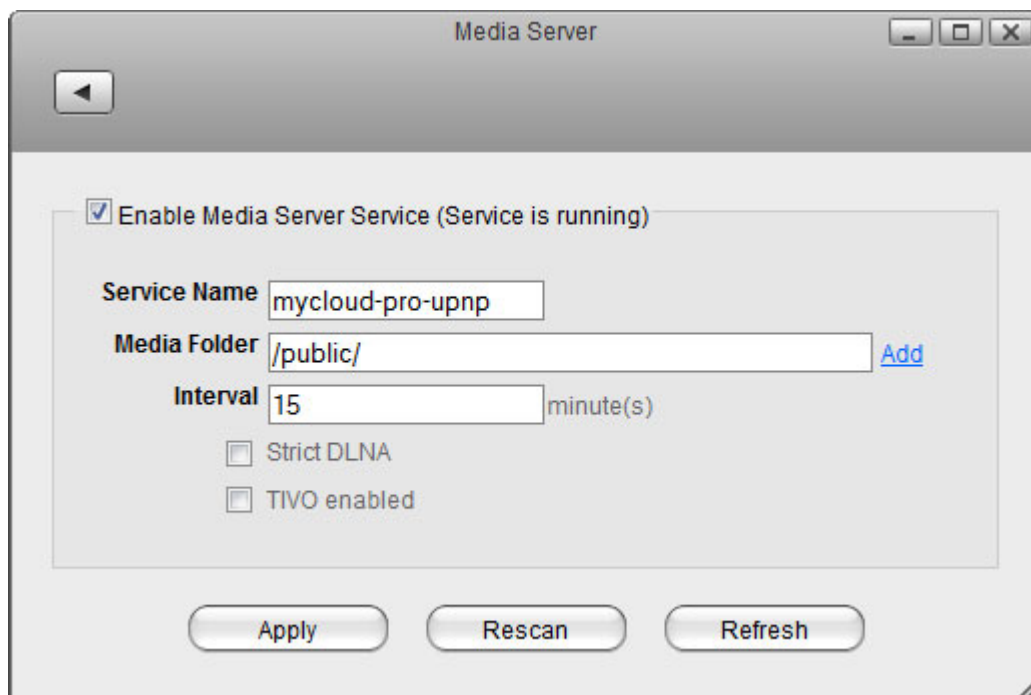 Media Server
Enable Media Server Service (Service is running)
Service Name mycloud-pro-upnp
Media Folder /public/ Add
Interval 15 minute(s)
Strict DLNA
TIVO enabled
Apply Rescan Refresh